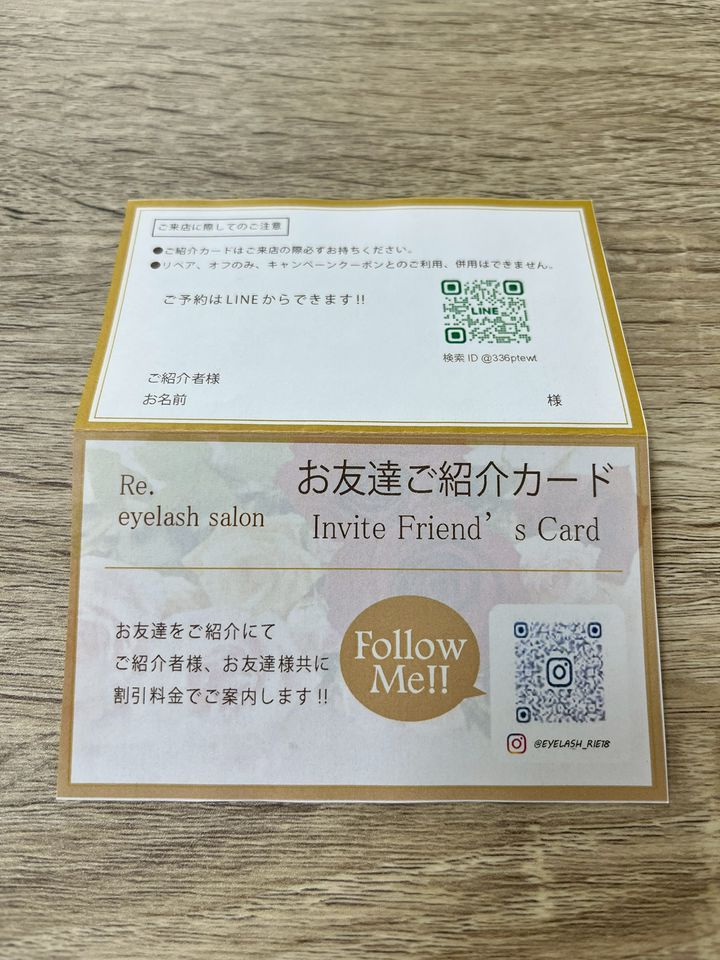 ご来店に際してのご注意
●ご紹介カードはご来店の際必ずお持ちください。
●リペア、オフのみ、キャンペーンクーポンとのご利用、併用はできません。
ご予約はLINEからできます!!
LINE
検索 ID @336ptewt
ご紹介者様
お名前 様
Re.
eyelash salon
お友達ご紹介カード
Invite Friend’s Card
お友達をご紹介にて
ご紹介者様、お友達様共に
割引料金でご案内します!!
Follow
Me!!
@EYELASH_RIE18